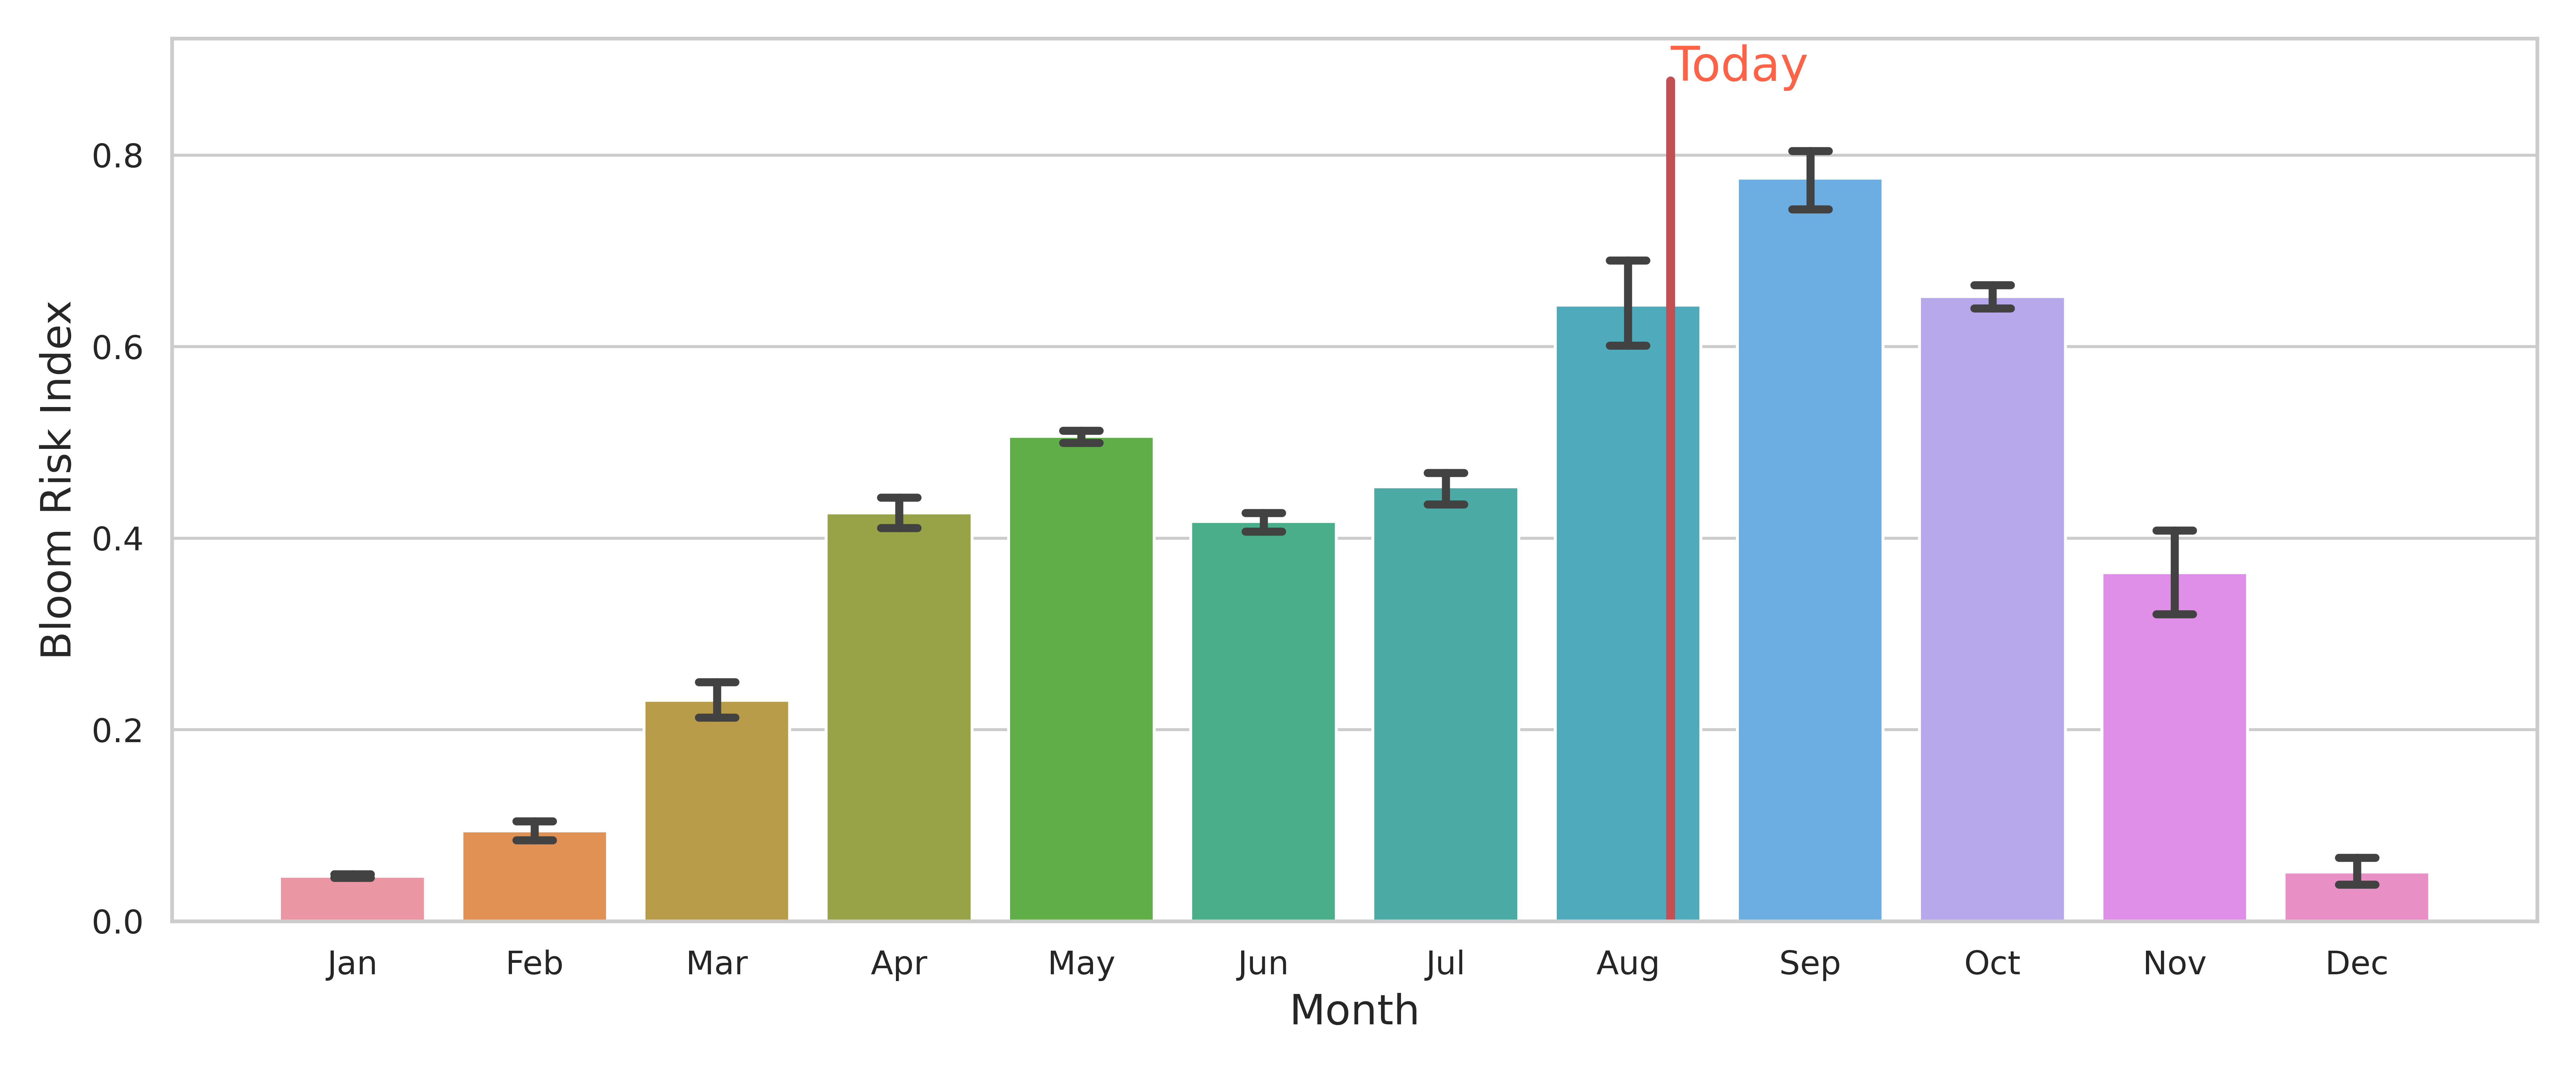 Today
Bloom Risk Index
0.8
0.6
0.4
0.2
0.0
Jan Feb Mar Apr May Jun Jul Aug Sep Oct Nov Dec
Month